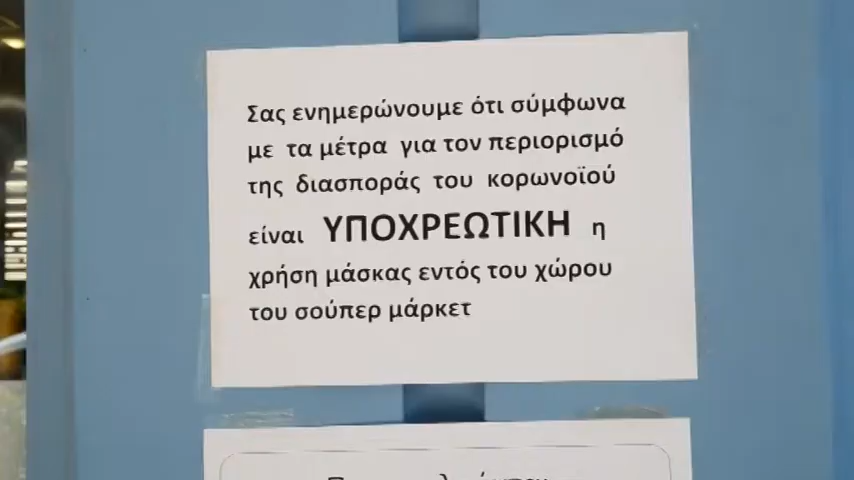 Σας ενημερώνουμε ότι σύμφωνα
με τα μέτρα για τον περιορισμό
της διασποράς του κορωνοϊού
είναι ΥΠΟΧΡΕΩΤΙΚΗ η
χρήση μάσκας εντός του χώρου
του σούπερ μάρκετ